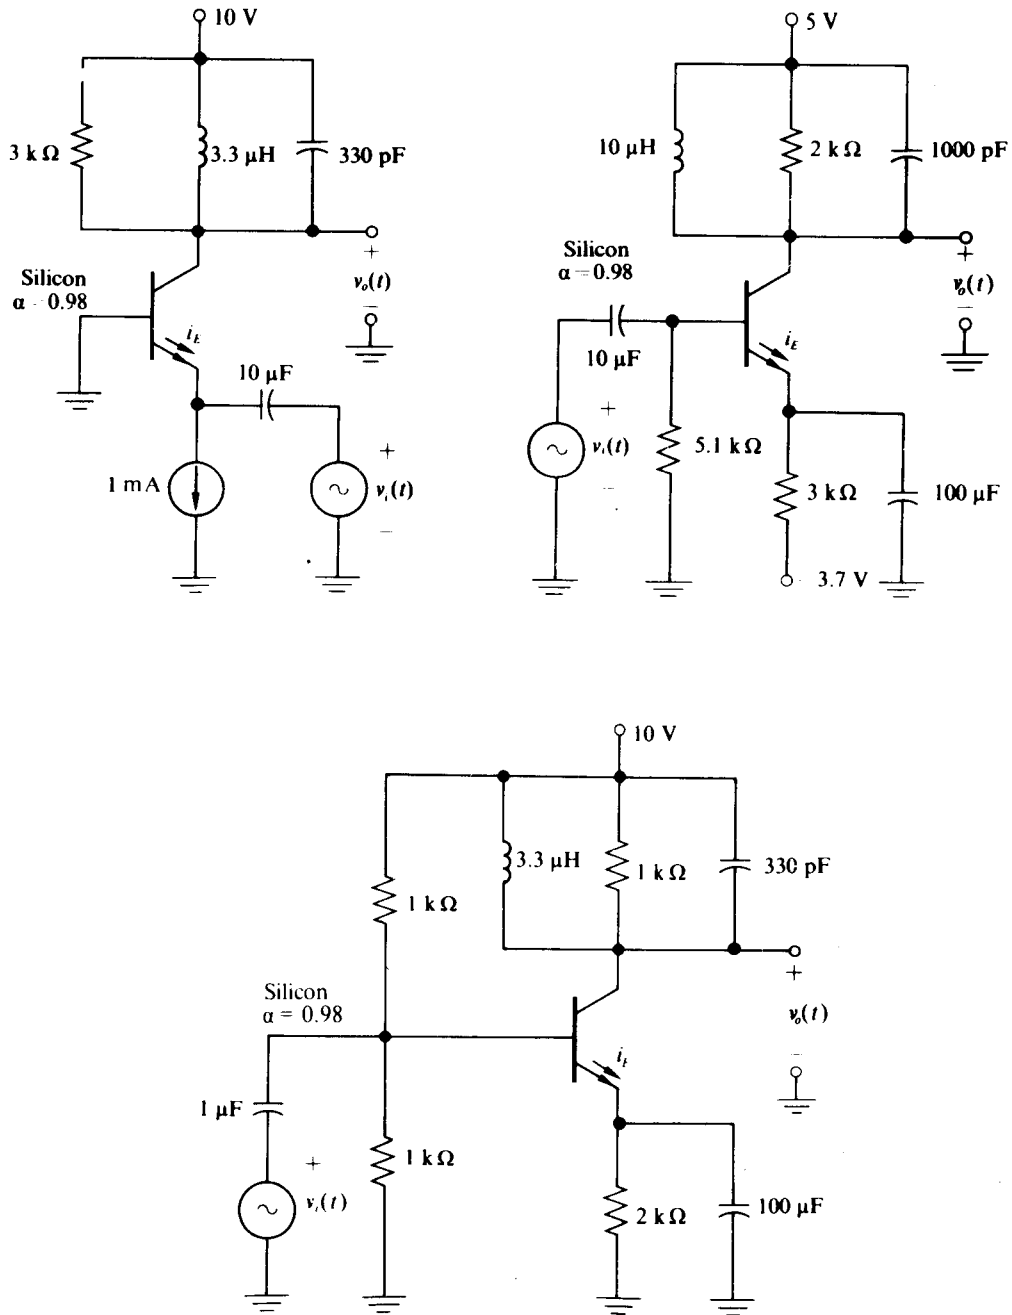 10 V
3 kΩ
3.3 μH
330 pF
Silicon
α = 0.98
+
v_o(t)
−
i_E
10 μF
1 mA
+
v_i(t)
−
5 V
10 μH
2 kΩ
1000 pF
Silicon
α = 0.98
+
v_o(t)
−
10 μF
i_E
+
v_i(t)
−
5.1 kΩ
3 kΩ
100 μF
3.7 V
10 V
3.3 μH
1 kΩ
330 pF
1 kΩ
Silicon
α = 0.98
+
v_o(t)
−
i_E
1 μF
+
v_i(t)
1 kΩ
2 kΩ
100 μF